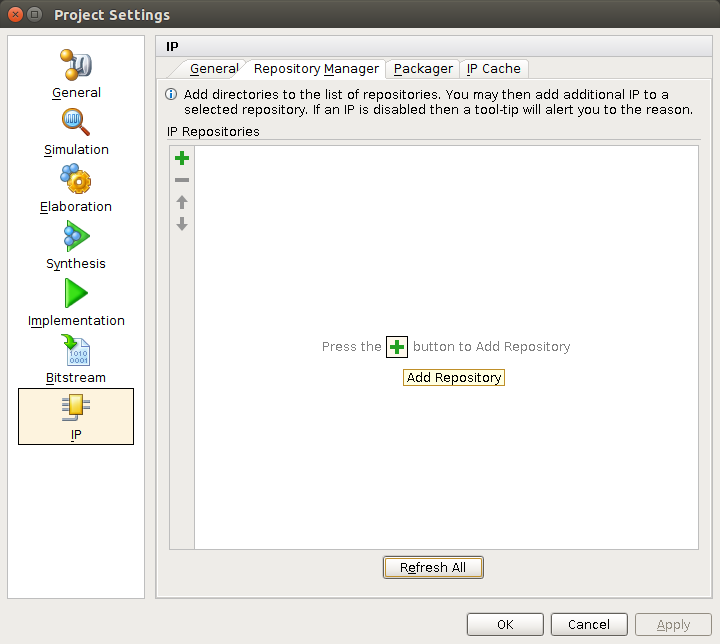 Project Settings
General
Simulation
Elaboration
Synthesis
Implementation
1010
0001
Bitstream
IP
IP
General
Repository Manager
Packager
IP Cache
Add directories to the list of repositories. You may then add additional IP to a
selected repository. If an IP is disabled then a tool-tip will alert you to the reason.
IP Repositories
Press the + button to Add Repository
Add Repository
Refresh All
OK
Cancel
Apply